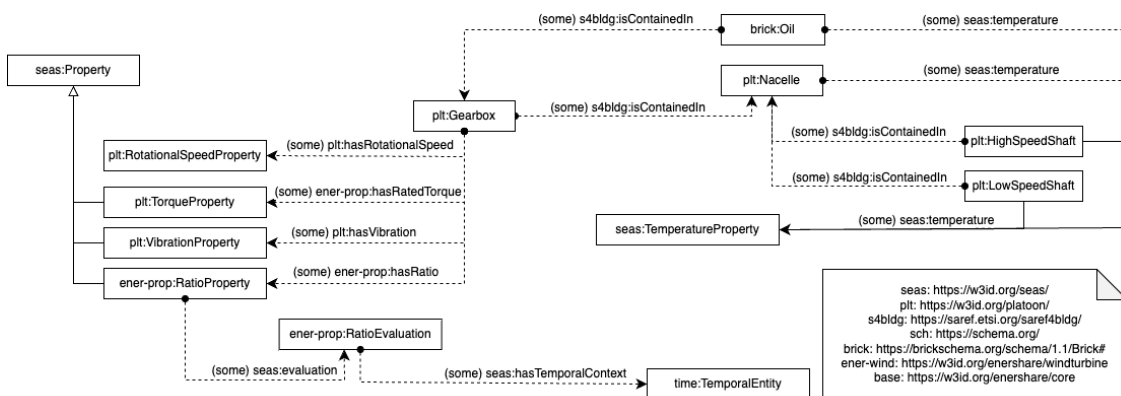 (some) s4bldg:isContainedIn
brick:Oil
(some) seas:temperature
seas:Property
plt:Nacelle
(some) seas:temperature
plt:Gearbox
(some) s4bldg:isContainedIn
(some) s4bldg:isContainedIn
plt:HighSpeedShaft
plt:RotationalSpeedProperty
(some) plt:hasRotationalSpeed
(some) s4bldg:isContainedIn
plt:LowSpeedShaft
plt:TorqueProperty
(some) ener-prop:hasRatedTorque
(some) seas:temperature
seas:TemperatureProperty
plt:VibrationProperty
(some) plt:hasVibration
ener-prop:RatioProperty
(some) ener-prop:hasRatio
ener-prop:RatioEvaluation
(some) seas:evaluation
(some) seas:hasTemporalContext
time:TemporalEntity
seas: https://w3id.org/seas/
plt: https://w3id.org/platoon/
s4bldg: https://saref.etsi.org/saref4bldg/
sch: https://schema.org/
brick: https://brickschema.org/schema/1.1/Brick#
ener-wind: https://w3id.org/enershare/windturbine
base: https://w3id.org/enershare/core